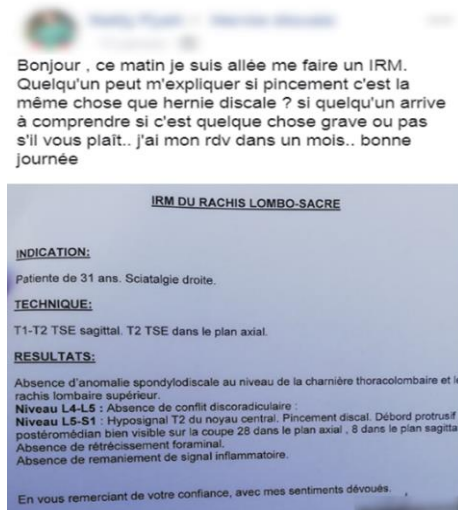 Bonjour , ce matin je suis allée me faire un IRM.
Quelqu'un peut m'expliquer si pincement c'est la
même chose que hernie discale ? si quelqu'un arrive
à comprendre si c'est quelque chose grave ou pas
s'il vous plaît.. j'ai mon rdv dans un mois.. bonne
journée
IRM DU RACHIS LOMBO-SACRE
INDICATION:
Patiente de 31 ans. Sciatalgie droite.
TECHNIQUE:
T1-T2 TSE sagittal. T2 TSE dans le plan axial.
RESULTATS:
Absence d'anomalie spondylodiscale au niveau de la charnière thoracolombaire et le
rachis lombaire supérieur.
Niveau L4-L5 : Absence de conflit discoradiculaire :
Niveau L5-S1 : Hyposignal T2 du noyau central. Pincement discal. Débord protrusif
postéromédian bien visible sur la coupe 28 dans le plan axial , 8 dans le plan sagitta
Absence de rétrécissement foraminal.
Absence de remaniement de signal inflammatoire.
En vous remerciant de votre confiance, avec mes sentiments dévoués.